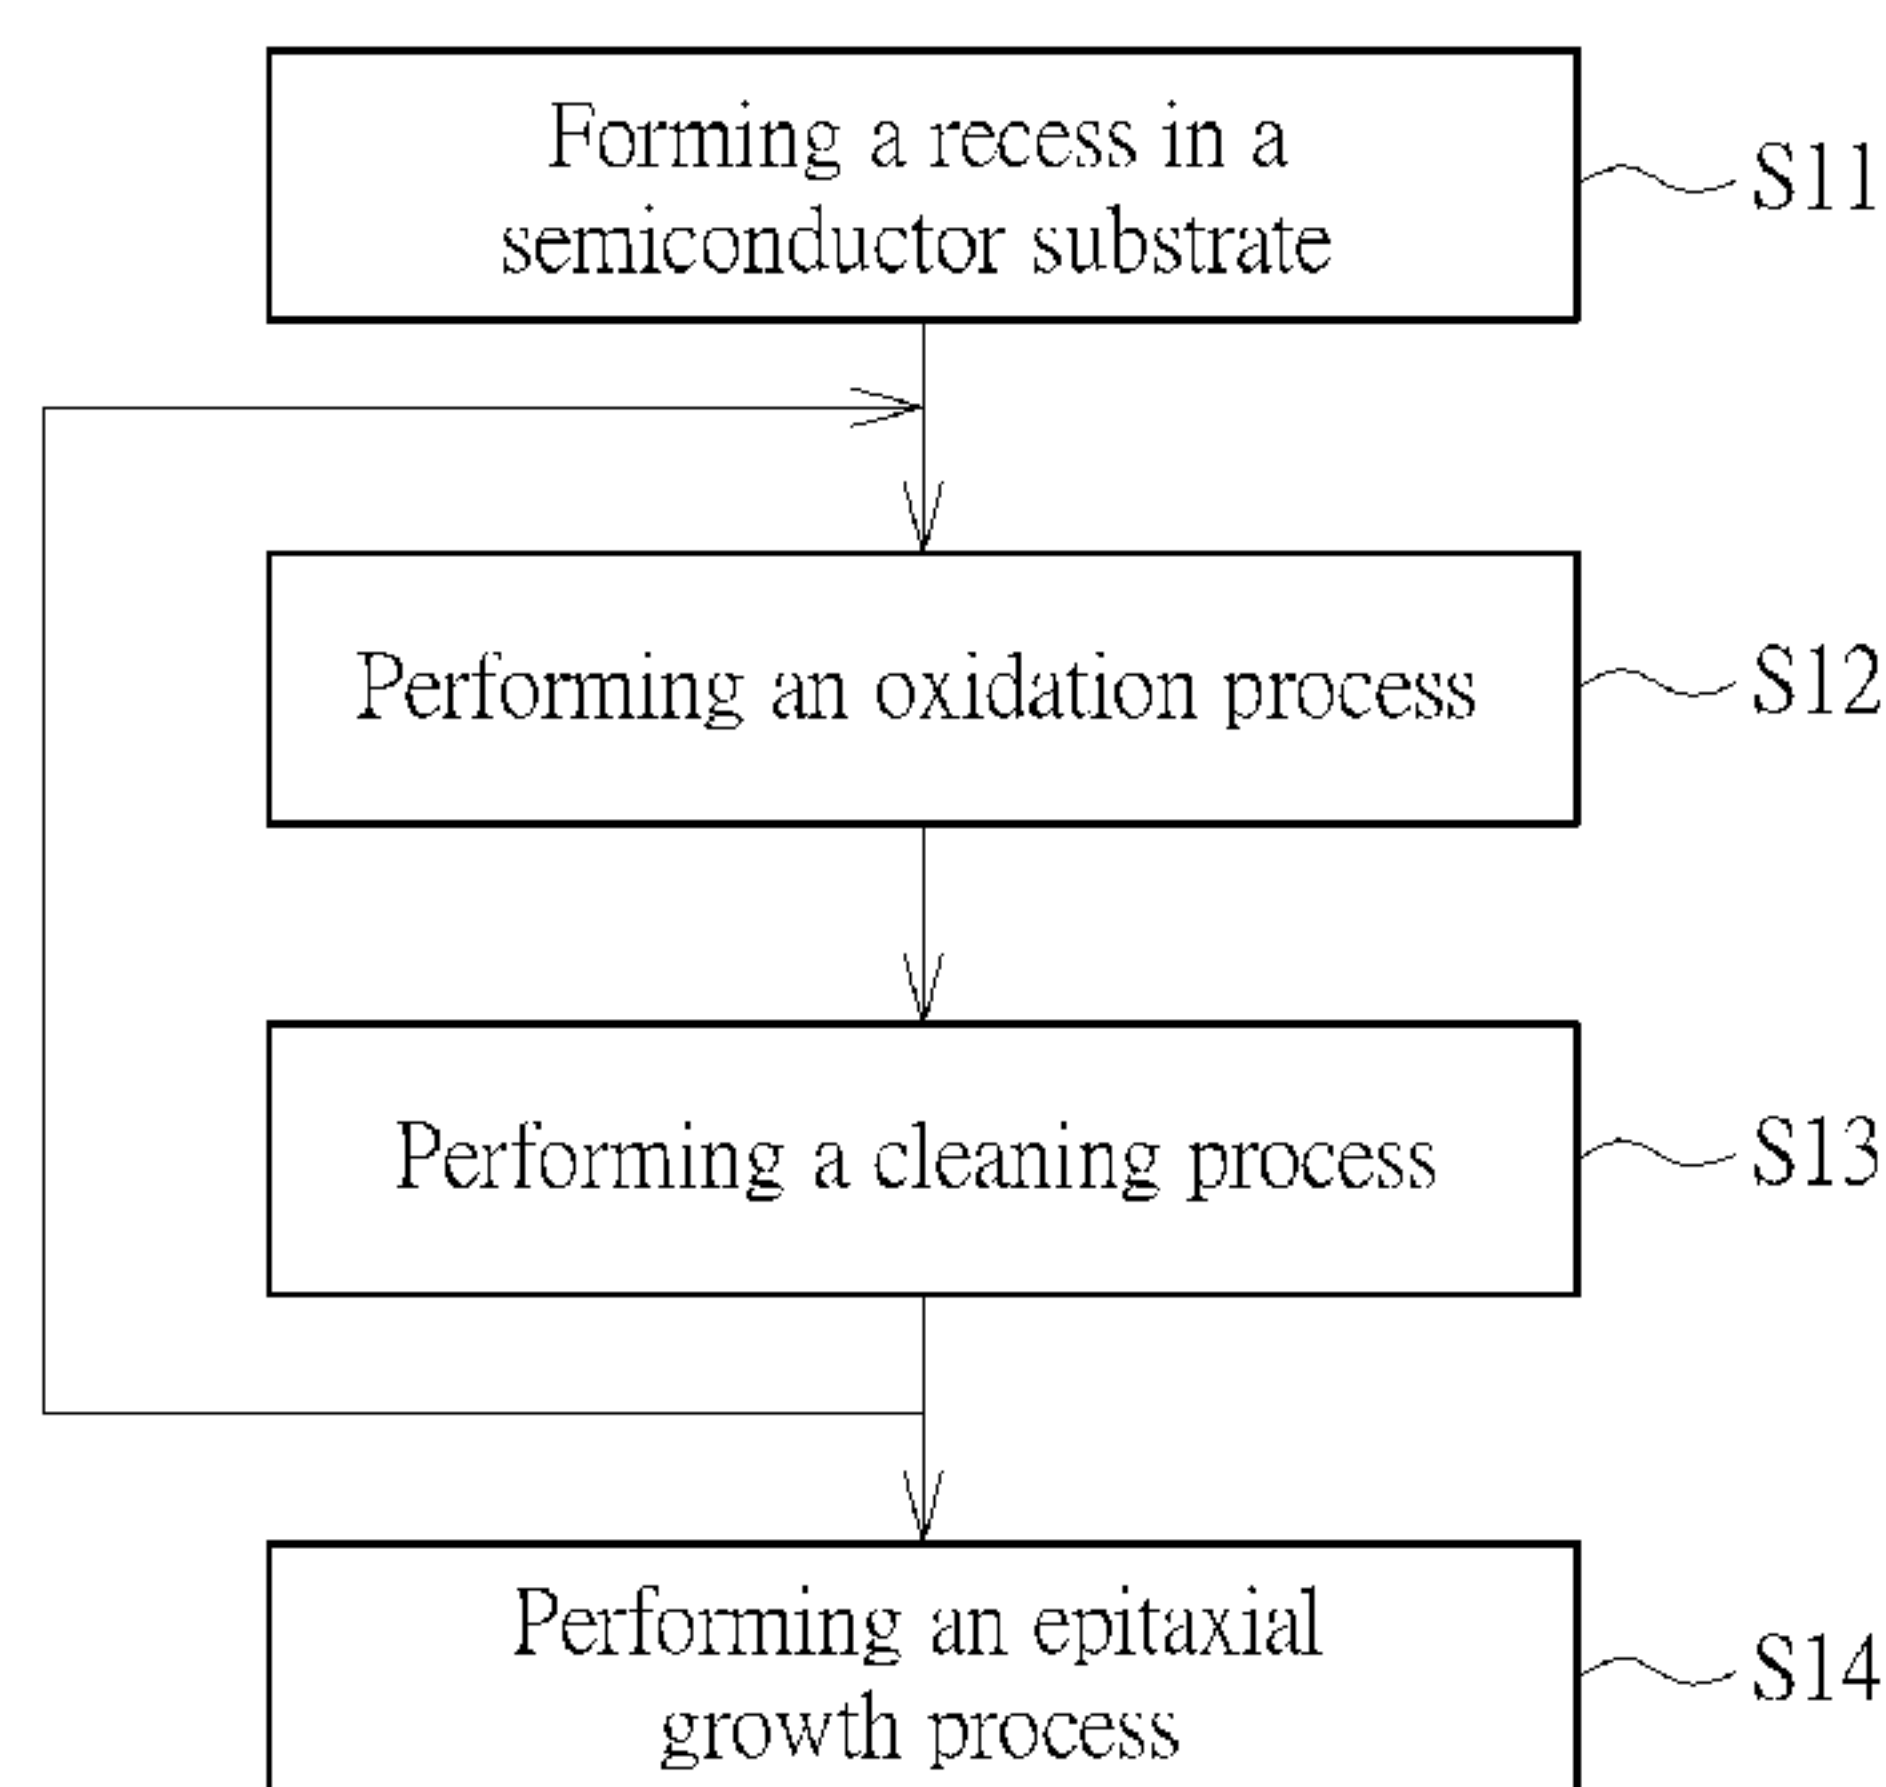 Forming a recess in a
semiconductor substrate
S11
Performing an oxidation process
S12
Performing a cleaning process
S13
Performing an epitaxial
growth process
S14